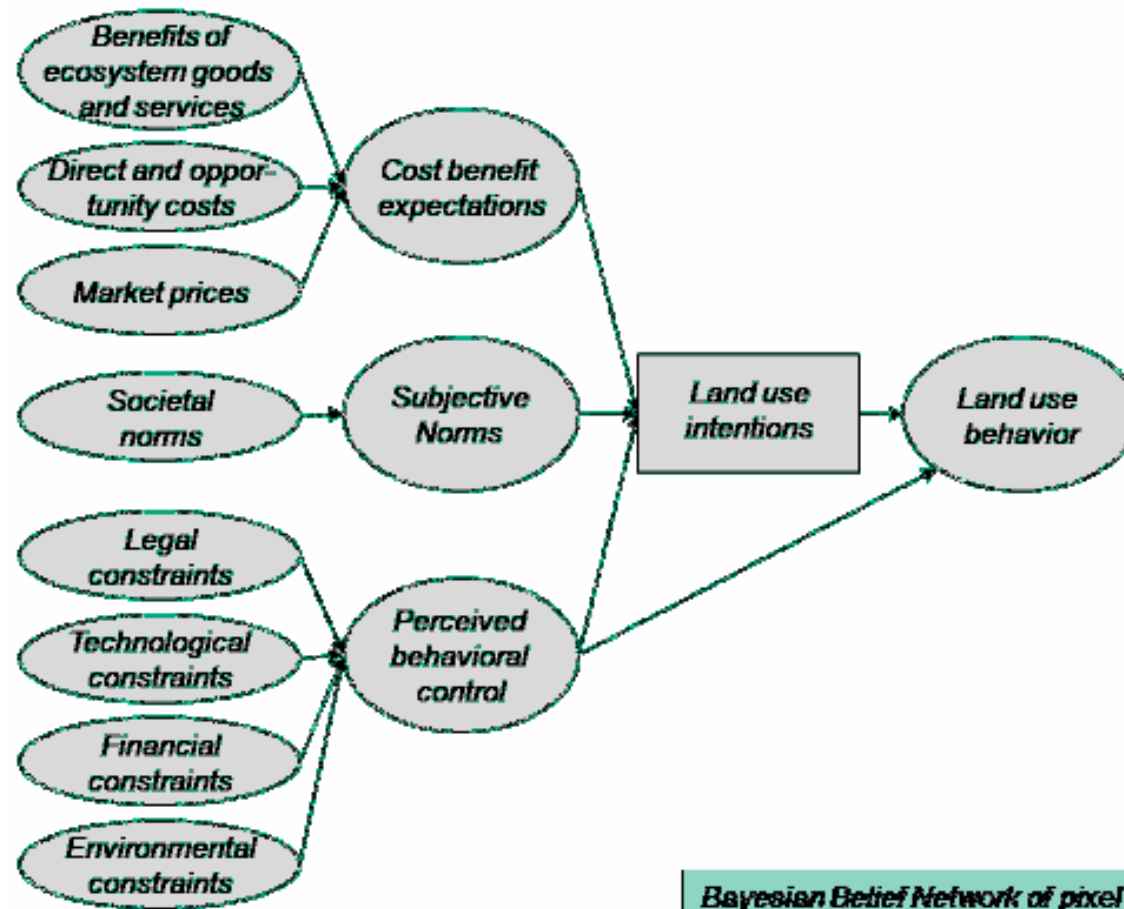 Benefits of
ecosystem goods
and services
Direct and oppor-
tunity costs
Market prices
Cost benefit
expectations
Societal
norms
Subjective
Norms
Land use
intentions
Land use
behavior
Legal
constraints
Technological
constraints
Financial
constraints
Environmental
constraints
Perceived
behavioral
control
Bayesian Belief Network of pixel